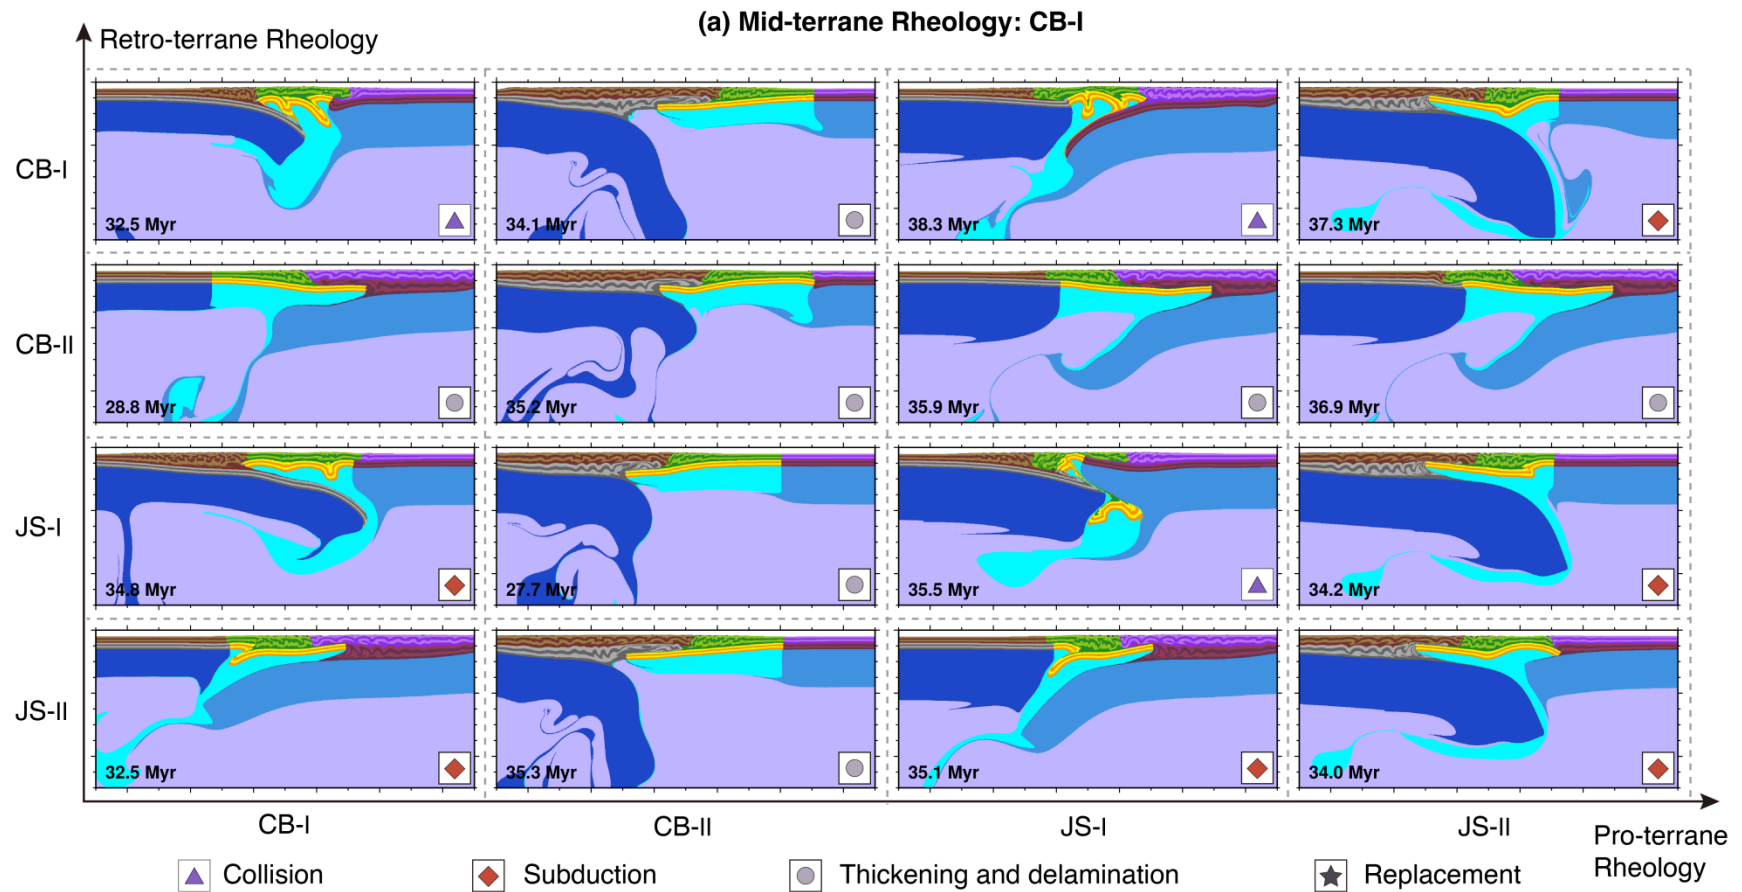 (a) Mid-terrane Rheology: CB-I
Retro-terrane Rheology
CB-I
32.5 Myr
34.1 Myr
38.3 Myr
37.3 Myr
CB-II
28.8 Myr
35.2 Myr
35.9 Myr
36.9 Myr
JS-I
34.8 Myr
27.7 Myr
35.5 Myr
34.2 Myr
JS-II
32.5 Myr
35.3 Myr
35.1 Myr
34.0 Myr
CB-I
CB-II
JS-I
JS-II
Pro-terrane
Rheology
Collision
Subduction
Thickening and delamination
Replacement